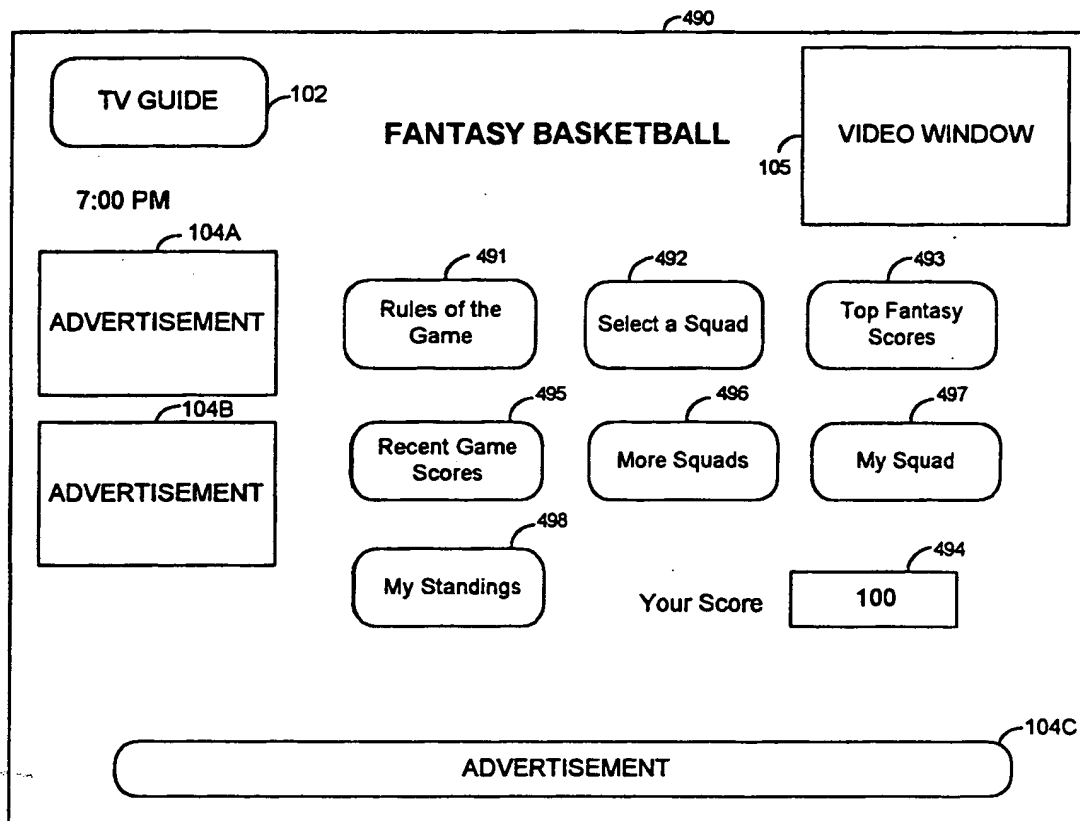 490
TV GUIDE
102
FANTASY BASKETBALL
105
VIDEO WINDOW
7:00 PM
104A
ADVERTISEMENT
104B
ADVERTISEMENT
491
Rules of the
Game
492
Select a Squad
493
Top Fantasy
Scores
495
Recent Game
Scores
496
More Squads
497
My Squad
498
My Standings
Your Score
494
100
104C
ADVERTISEMENT